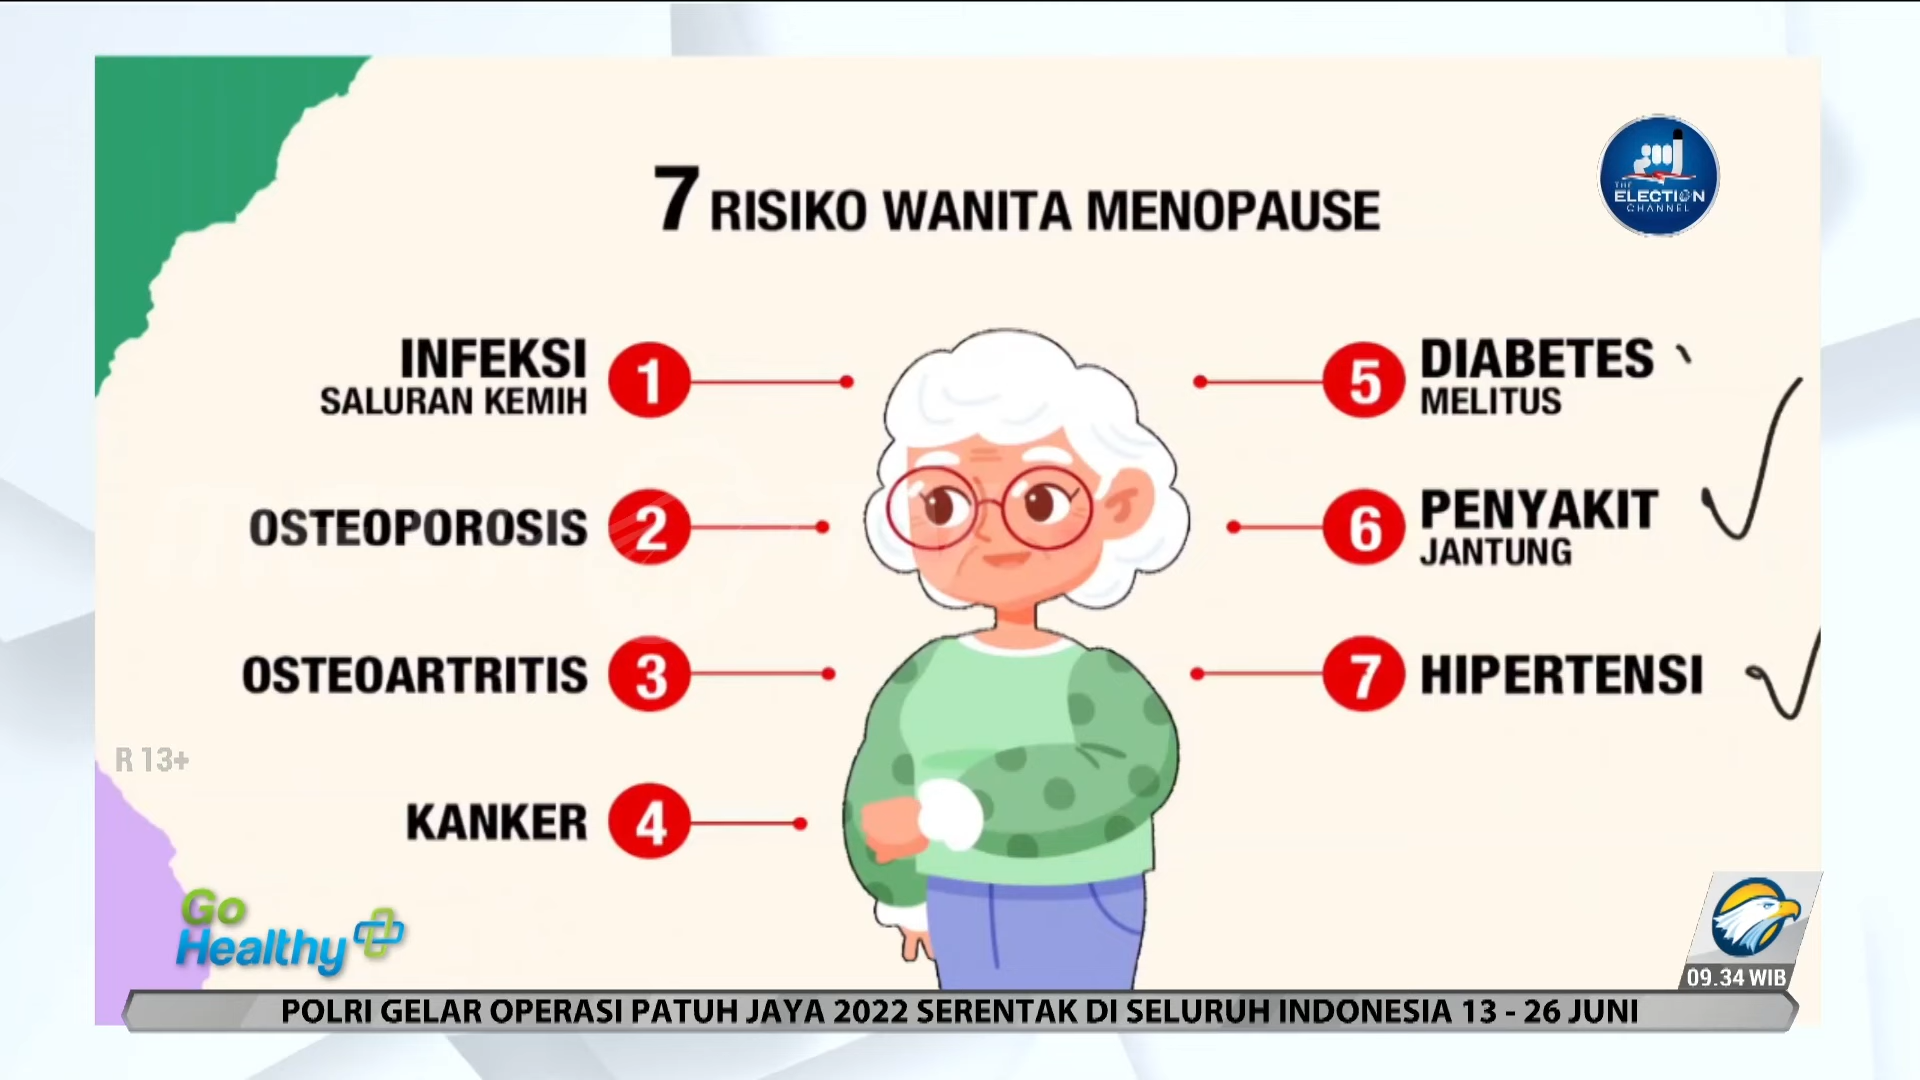 7 RISIKO WANITA MENOPAUSE
THE
ELECTION
CHANNEL
INFEKSI
SALURAN KEMIH
1
OSTEOPOROSIS
2
OSTEOARTRITIS
3
KANKER
4
5
DIABETES
MELITUS
6
PENYAKIT
JANTUNG
7
HIPERTENSI
R 13+
Go
Healthy
09.34 WIB
POLRI GELAR OPERASI PATUH JAYA 2022 SERENTAK DI SELURUH INDONESIA 13 - 26 JUNI